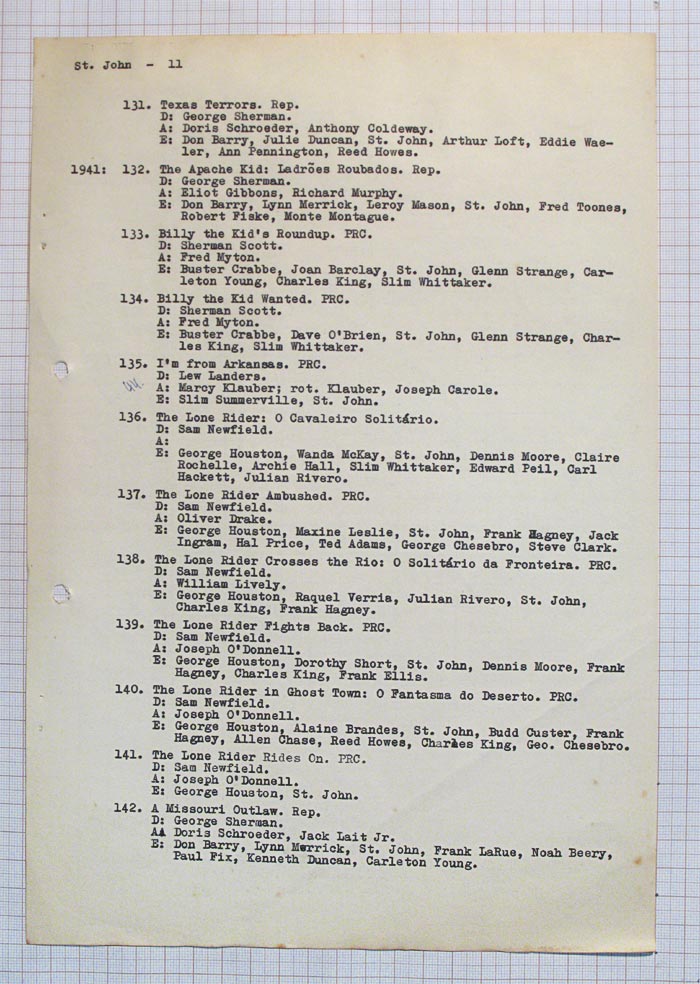 St. John - 11
131. Texas Terrors. Rep.
D: George Sherman.
A: Doris Schroeder, Anthony Coldeway.
E: Don Barry, Julie Duncan, St. John, Arthur Loft, Eddie Wae-
ler, Ann Pennington, Reed Howes.
1941: 132. The Apache Kid: Ladrões Roubados. Rep.
D: George Sherman.
A: Eliot Gibbons, Richard Murphy.
E: Don Barry, Lynn Merrick, Leroy Mason, St. John, Fred Toones,
Robert Fiske, Monte Montague.
133. Billy the Kid's Roundup. PRC.
D: Sherman Scott.
A: Fred Myton.
E: Buster Crabbe, Joan Barclay, St. John, Glenn Strange, Car-
leton Young, Charles King, Slim Whittaker.
134. Billy the Kid Wanted. PRC.
D: Sherman Scott.
A: Fred Myton.
E: Buster Crabbe, Dave O'Brien, St. John, Glenn Strange, Char-
les King, Slim Whittaker.
135. I'm from Arkansas. PRC.
D: Lew Landers.
A: Marcy Klauber; rot. Klauber, Joseph Carole.
E: Slim Summerville, St. John.
136. The Lone Rider: O Cavaleiro Solitário.
D: Sam Newfield.
A:
E: George Houston, Wanda McKay, St. John, Dennis Moore, Claire
Rochelle, Archie Hall, Slim Whittaker, Edward Peil, Carl
Hackett, Julian Rivero.
137. The Lone Rider Ambushed. PRC.
D: Sam Newfield.
A: Oliver Drake.
E: George Houston, Maxine Leslie, St. John, Frank Hagney, Jack
Ingram, Hal Price, Ted Adams, George Chesebro, Steve Clark.
138. The Lone Rider Crosses the Rio: O Solitário da Fronteira. PRC.
D: Sam Newfield.
A: William Lively.
E: George Houston, Raquel Verria, Julian Rivero, St. John,
Charles King, Frank Hagney.
139. The Lone Rider Fights Back. PRC.
D: Sam Newfield.
A: Joseph O'Donnell.
E: George Houston, Dorothy Short, St. John, Dennis Moore, Frank
Hagney, Charles King, Frank Ellis.
140. The Lone Rider in Ghost Town: O Fantasma do Deserto. PRC.
D: Sam Newfield.
A: Joseph O'Donnell.
E: George Houston, Alaine Brandes, St. John, Budd Custer, Frank
Hagney, Allen Chase, Reed Howes, Charles King, Geo. Chesebro.
141. The Lone Rider Rides On. PRC.
D: Sam Newfield.
A: Joseph O'Donnell.
E: George Houston, St. John.
142. A Missouri Outlaw. Rep.
D: George Sherman.
AA Doris Schroeder, Jack Lait Jr.
E: Don Barry, Lynn Merrick, St. John, Frank LaRue, Noah Beery,
Paul Fix, Kenneth Duncan, Carleton Young.